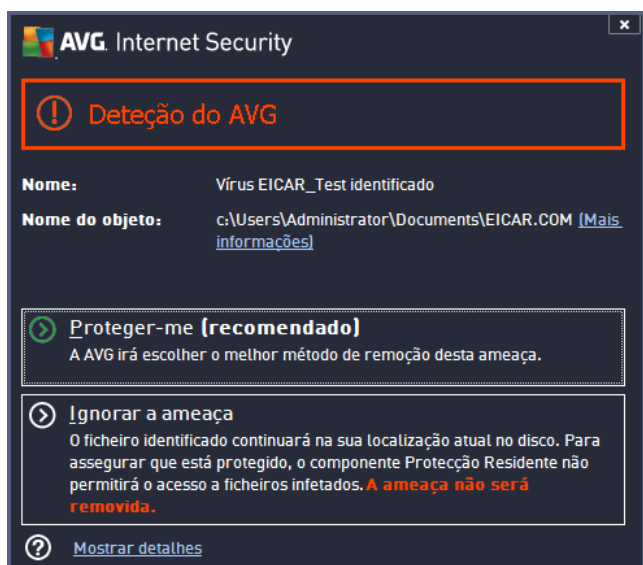 AVG. Internet Security
x
Deteção do AVG
Nome: Vírus EICAR_Test identificado
Nome do objeto: c:\Users\Administrator\Documents\EICAR.COM (Mais
informações)
Proteger-me (recomendado)
A AVG irá escolher o melhor método de remoção desta ameaça.
Ignorar a ameaça
O ficheiro identificado continuará na sua localização atual no disco. Para
assegurar que está protegido, o componente Protecção Residente não
permitirá o acesso a ficheiros infetados. A ameaça não será
removida.
Mostrar detalhes